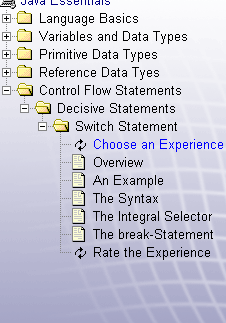 Java Essentials
Language Basics
Variables and Data Types
Primitive Data Types
Reference Data Tyes
Control Flow Statements
Decisive Statements
Switch Statement
Choose an Experience
Overview
An Example
The Syntax
The Integral Selector
The break-Statement
Rate the Experience